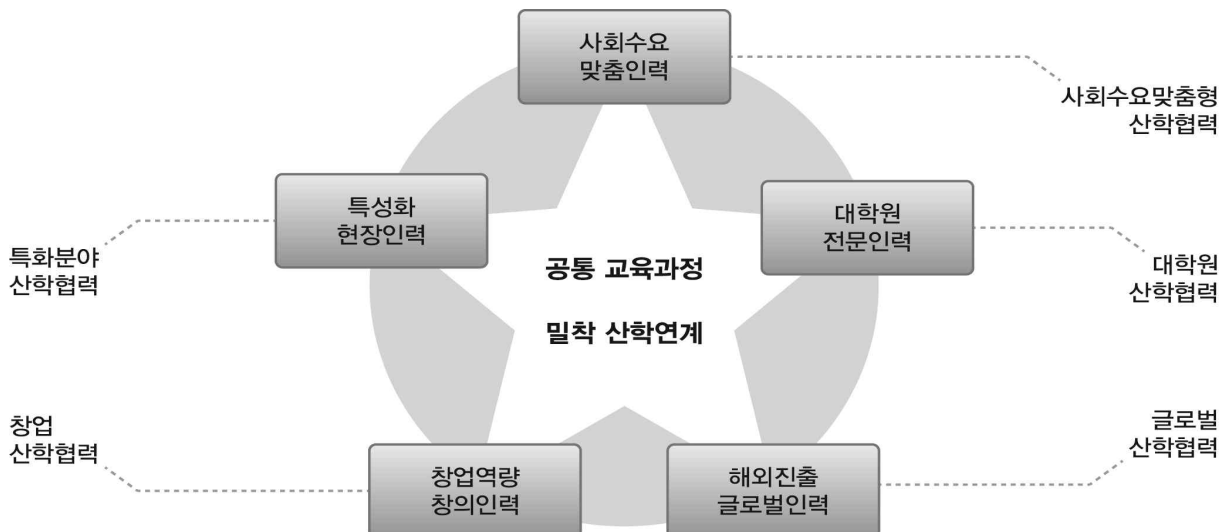 사회수요
맞춤인력
사회수요맞춤형
산학협력
특성화
현장인력
대학원
전문인력
특화분야
산학협력
공통 교육과정
밀착 산학연계
대학원
산학협력
창업
산학협력
글로벌
산학협력
창업역량
창의인력
해외진출
글로벌인력